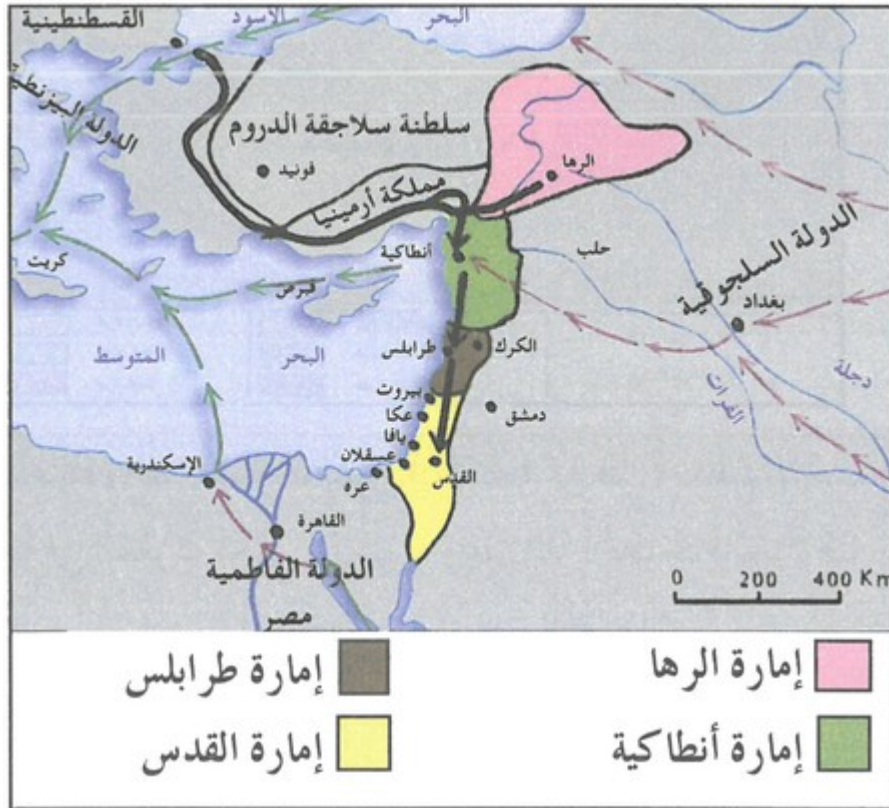 القسطنطينية
الأسود
البحر
الدولة البيزنطية
سلطنة سلاجقة الدروم
قونيد
مملكة أرمينيا
الرها
الدولة السلجوقية
حلب
بغداد
أنطاكية
كريت
قبرص
المتوسط
البحر
طرابلس
الكرك
دجلة
الفرات
بيروت
عكا
يافا
عسقلان
عره
دمشق
القدس
الإسكندرية
القاهرة
الدولة الفاطمية
مصر
0 200 400 Km
إمارة الرها
إمارة طرابلس
إمارة أنطاكية
إمارة القدس